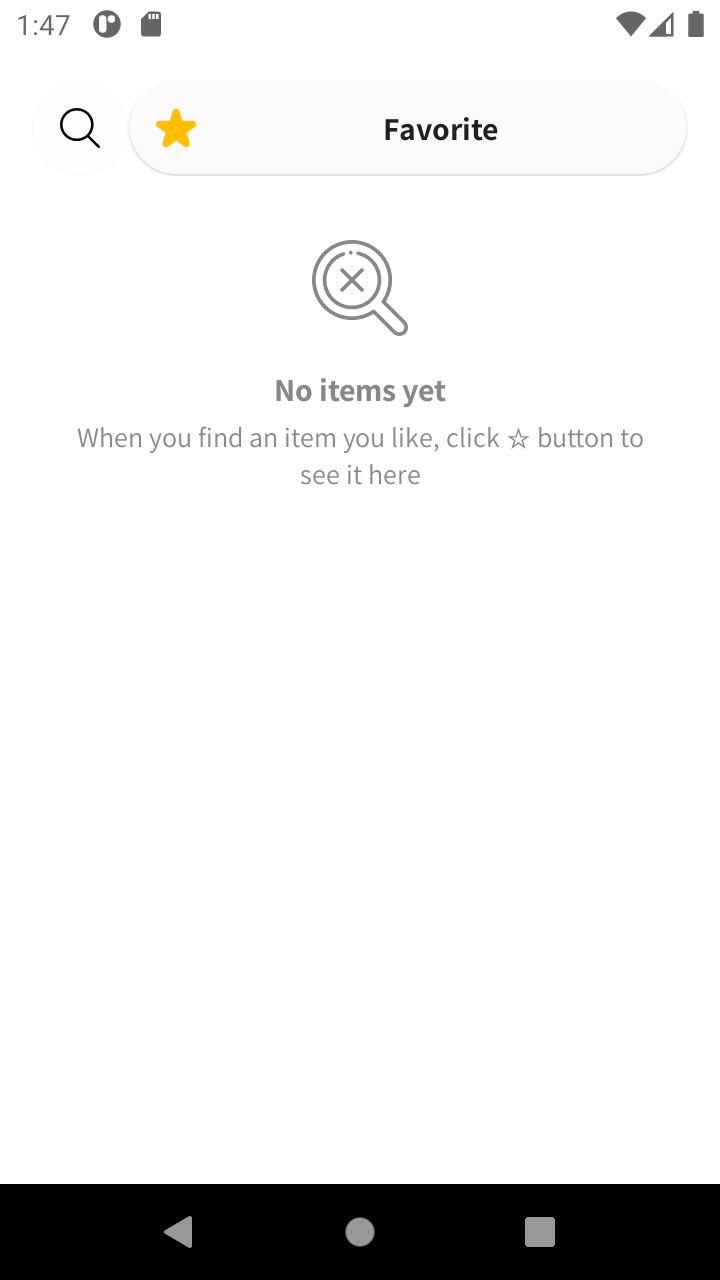 1:47
Favorite
No items yet
When you find an item you like, click ☆ button to
see it here